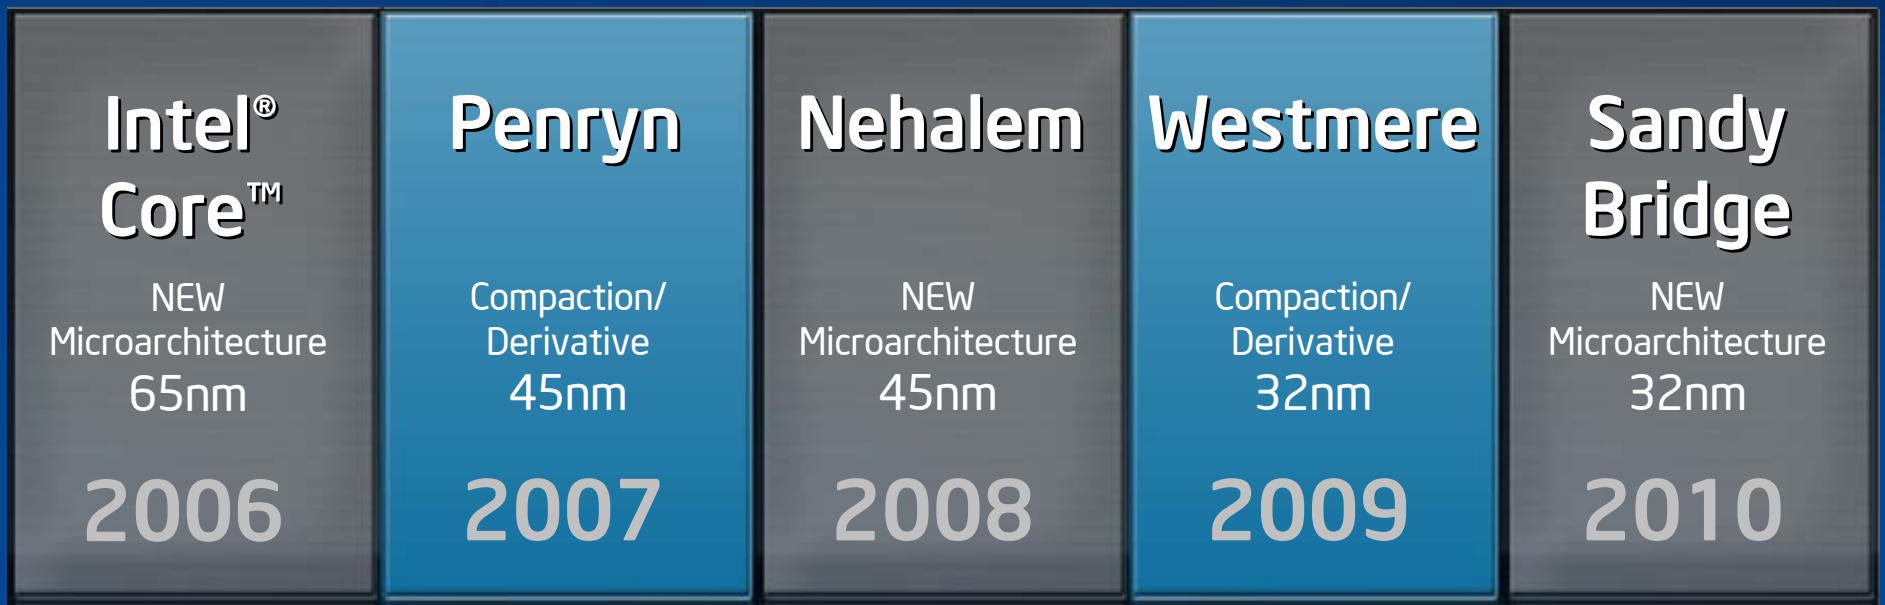 Intel®
Core™
NEW
Microarchitecture
65nm
2006
Penryn
Compaction/
Derivative
45nm
2007
Nehalem
NEW
Microarchitecture
45nm
2008
Westmere
Compaction/
Derivative
32nm
2009
Sandy
Bridge
NEW
Microarchitecture
32nm
2010